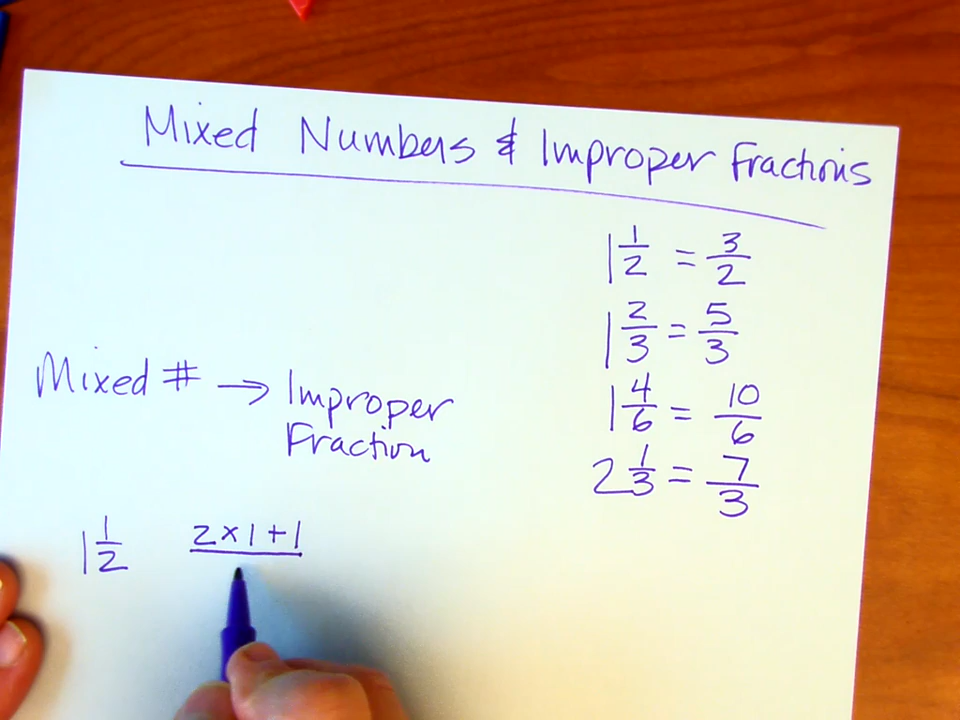 Mixed Numbers & Improper Fractions
1 1/2 = 3/2
1 2/3 = 5/3
1 4/6 = 10/6
2 1/3 = 7/3
Mixed # → Improper
Fraction
1 1/2 2×1+1